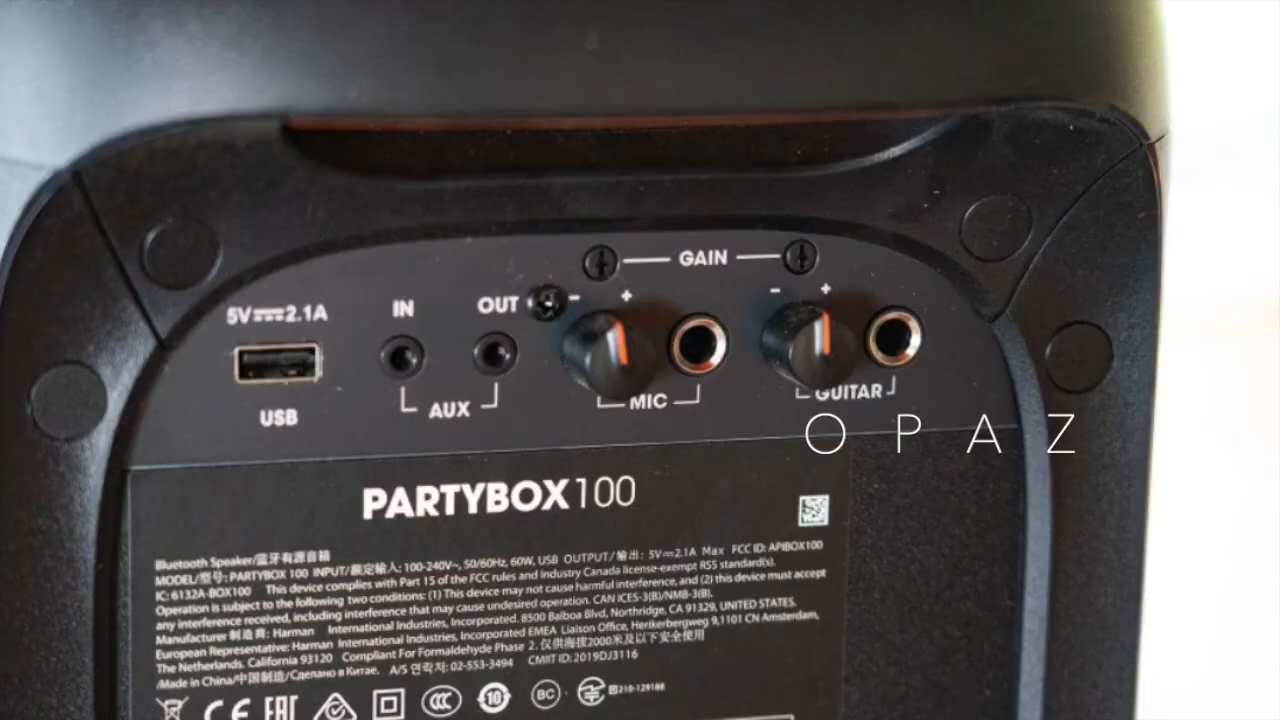 GAIN
5V⎓2.1A IN OUT - + - +
USB AUX MIC GUITAR
OPAZ
PARTYBOX100
Bluetooth Speaker/蓝牙有源音箱
MODEL/型号: PARTYBOX 100 INPUT/额定输入: 100-240V~, 50/60Hz, 60W, USB OUTPUT/输出: 5V⎓2.1A Max FCC ID: APIBOX100
IC: 6132A-BOX100 This device complies with Part 15 of the FCC rules and Industry Canada license-exempt RSS standard(s).
Operation is subject to the following two conditions: (1) This device may not cause harmful interference, and (2) this device must accept
any interference received, including interference that may cause undesired operation. CAN ICES-3(B)/NMB-3(B).
Manufacturer 制造商: Harman International Industries, Incorporated. 8500 Balboa Blvd, Northridge, CA 91329, UNITED STATES.
European Representative: Harman International Industries, Incorporated EMEA Liaison Office, Herikerbergweg 9,1101 CN Amsterdam,
The Netherlands. California 93120 Compliant For Formaldehyde Phase 2. 仅供海拔2000米及以下安全使用
Made in China/中国制造/Сделано в Китае. A/S 연락처: 02-553-3494 CMIIT ID: 2019DJ3116
CE EAC CCC 10 BC 210-129188